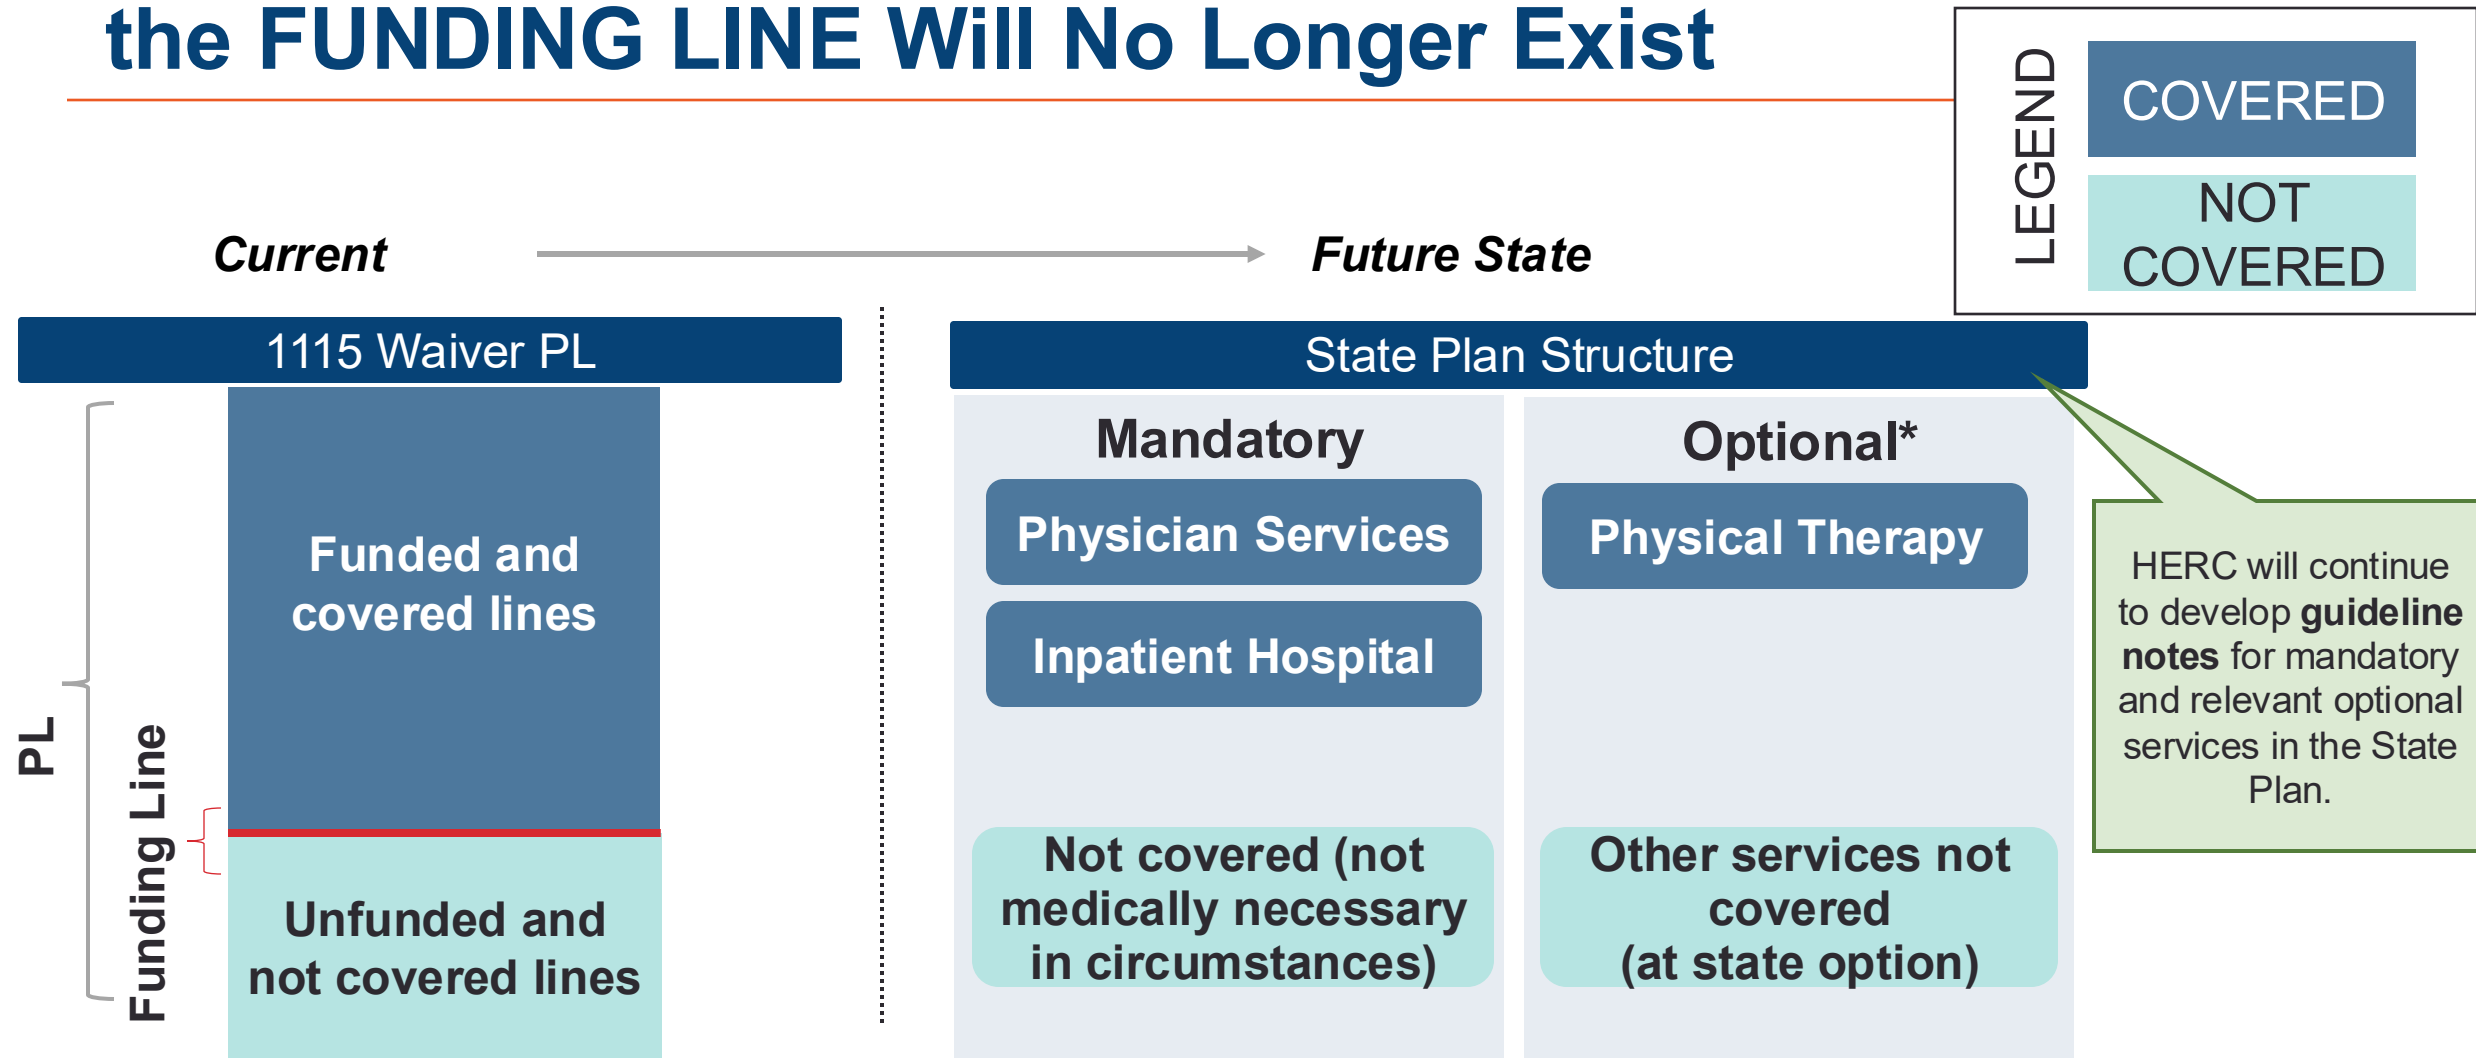 the FUNDING LINE Will No Longer Exist
LEGEND
COVERED
NOT
COVERED
Current
Future State
1115 Waiver PL
State Plan Structure
PL
Funding Line
Funded and
covered lines
Unfunded and
not covered lines
Mandatory
Physician Services
Inpatient Hospital
Not covered (not
medically necessary
in circumstances)
Optional*
Physical Therapy
Other services not
covered
(at state option)
HERC will continue
to develop guideline
notes for mandatory
and relevant optional
services in the State
Plan.